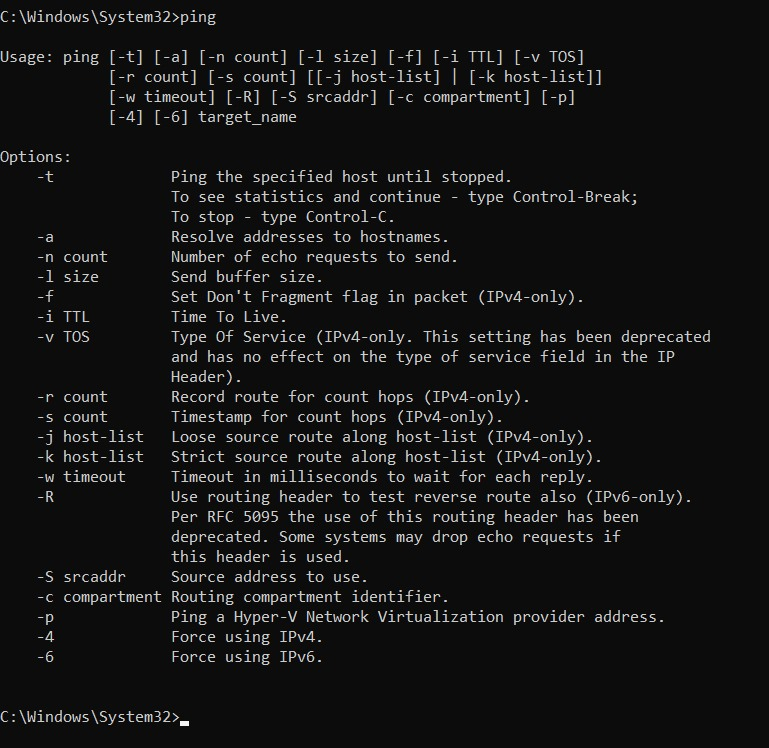 C:\Windows\System32>ping
Usage: ping [-t] [-a] [-n count] [-l size] [-f] [-i TTL] [-v TOS]
            [-r count] [-s count] [[-j host-list] | [-k host-list]]
            [-w timeout] [-R] [-S srcaddr] [-c compartment] [-p]
            [-4] [-6] target_name
Options:
    -t             Ping the specified host until stopped.
                   To see statistics and continue - type Control-Break;
                   To stop - type Control-C.
    -a             Resolve addresses to hostnames.
    -n count       Number of echo requests to send.
    -l size        Send buffer size.
    -f             Set Don't Fragment flag in packet (IPv4-only).
    -i TTL         Time To Live.
    -v TOS         Type Of Service (IPv4-only. This setting has been deprecated
                   and has no effect on the type of service field in the IP
                   Header).
    -r count       Record route for count hops (IPv4-only).
    -s count       Timestamp for count hops (IPv4-only).
    -j host-list   Loose source route along host-list (IPv4-only).
    -k host-list   Strict source route along host-list (IPv4-only).
    -w timeout     Timeout in milliseconds to wait for each reply.
    -R             Use routing header to test reverse route also (IPv6-only).
                   Per RFC 5095 the use of this routing header has been
                   deprecated. Some systems may drop echo requests if
                   this header is used.
    -S srcaddr     Source address to use.
    -c compartment Routing compartment identifier.
    -p             Ping a Hyper-V Network Virtualization provider address.
    -4             Force using IPv4.
    -6             Force using IPv6.
C:\Windows\System32>